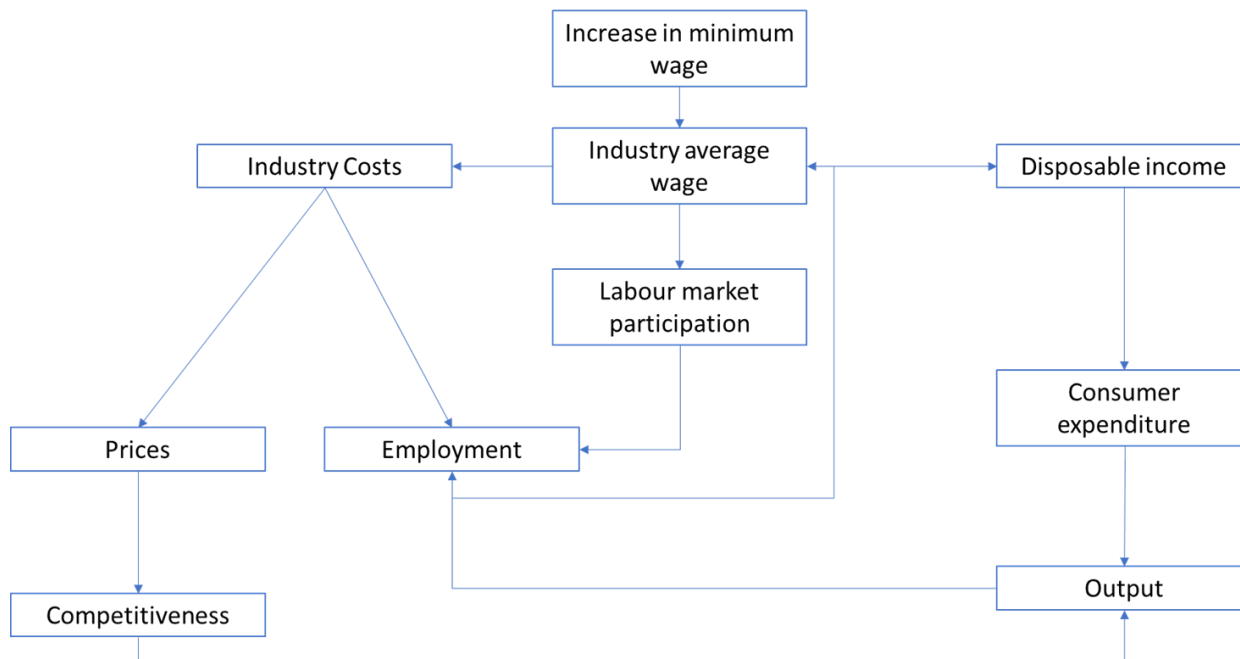 Increase in minimum
wage
Industry Costs
Industry average
wage
Disposable income
Labour market
participation
Consumer
expenditure
Prices
Employment
Output
Competitiveness